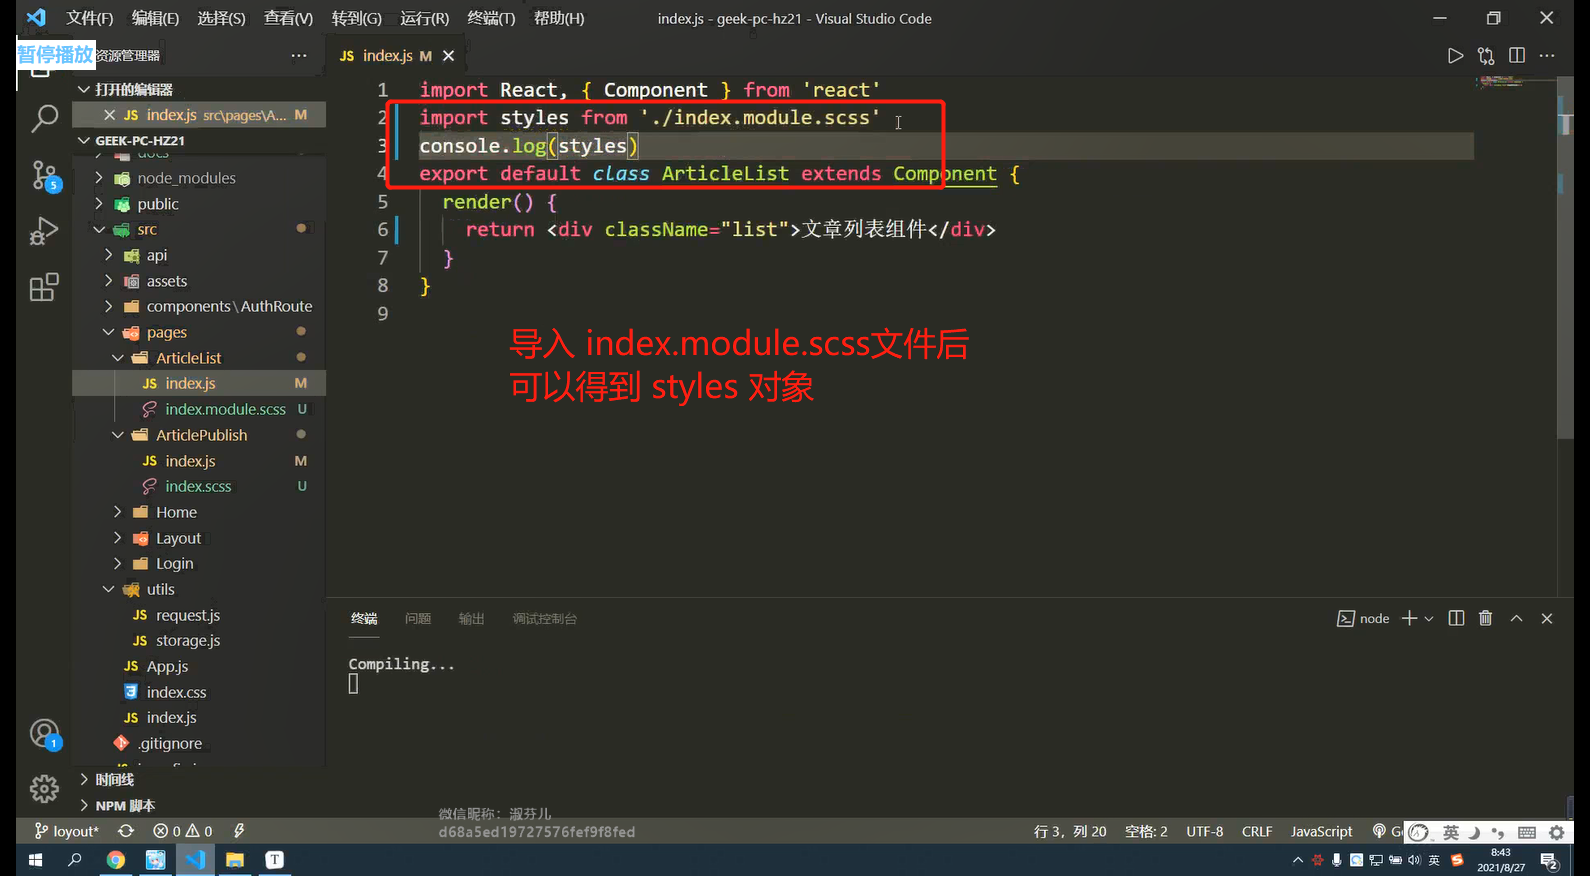 文件(F) 编辑(E) 选择(S) 查看(V) 转到(G) 运行(R) 终端(T) 帮助(H) index.js - geek-pc-hz21 - Visual Studio Code
暂停播放
资源管理器
JS index.js M
打开的编辑器
JS index.js src\pages\A... M
GEEK-PC-HZ21
docs
node_modules
public
src
api
assets
components\AuthRoute
pages
ArticleList
JS index.js M
index.module.scss U
ArticlePublish
JS index.js M
index.scss U
Home
Layout
Login
utils
JS request.js
JS storage.js
JS App.js
index.css
JS index.js
.gitignore
时间线
NPM 脚本
1 import React, { Component } from 'react'
2 import styles from './index.module.scss'
3 console.log(styles)
4 export default class ArticleList extends Component {
5 render() {
6 return <div className="list">文章列表组件</div>
7 }
8 }
9
导入 index.module.scss文件后
可以得到 styles 对象
终端 问题 输出 调试控制台 node
Compiling...
微信昵称：淑芬儿
d68a5ed19727576fef9f8fed
5
1
loyout* 0 0 行 3，列 20 空格: 2 UTF-8 CRLF JavaScript 英
T 英 8:43
2021/8/27
2